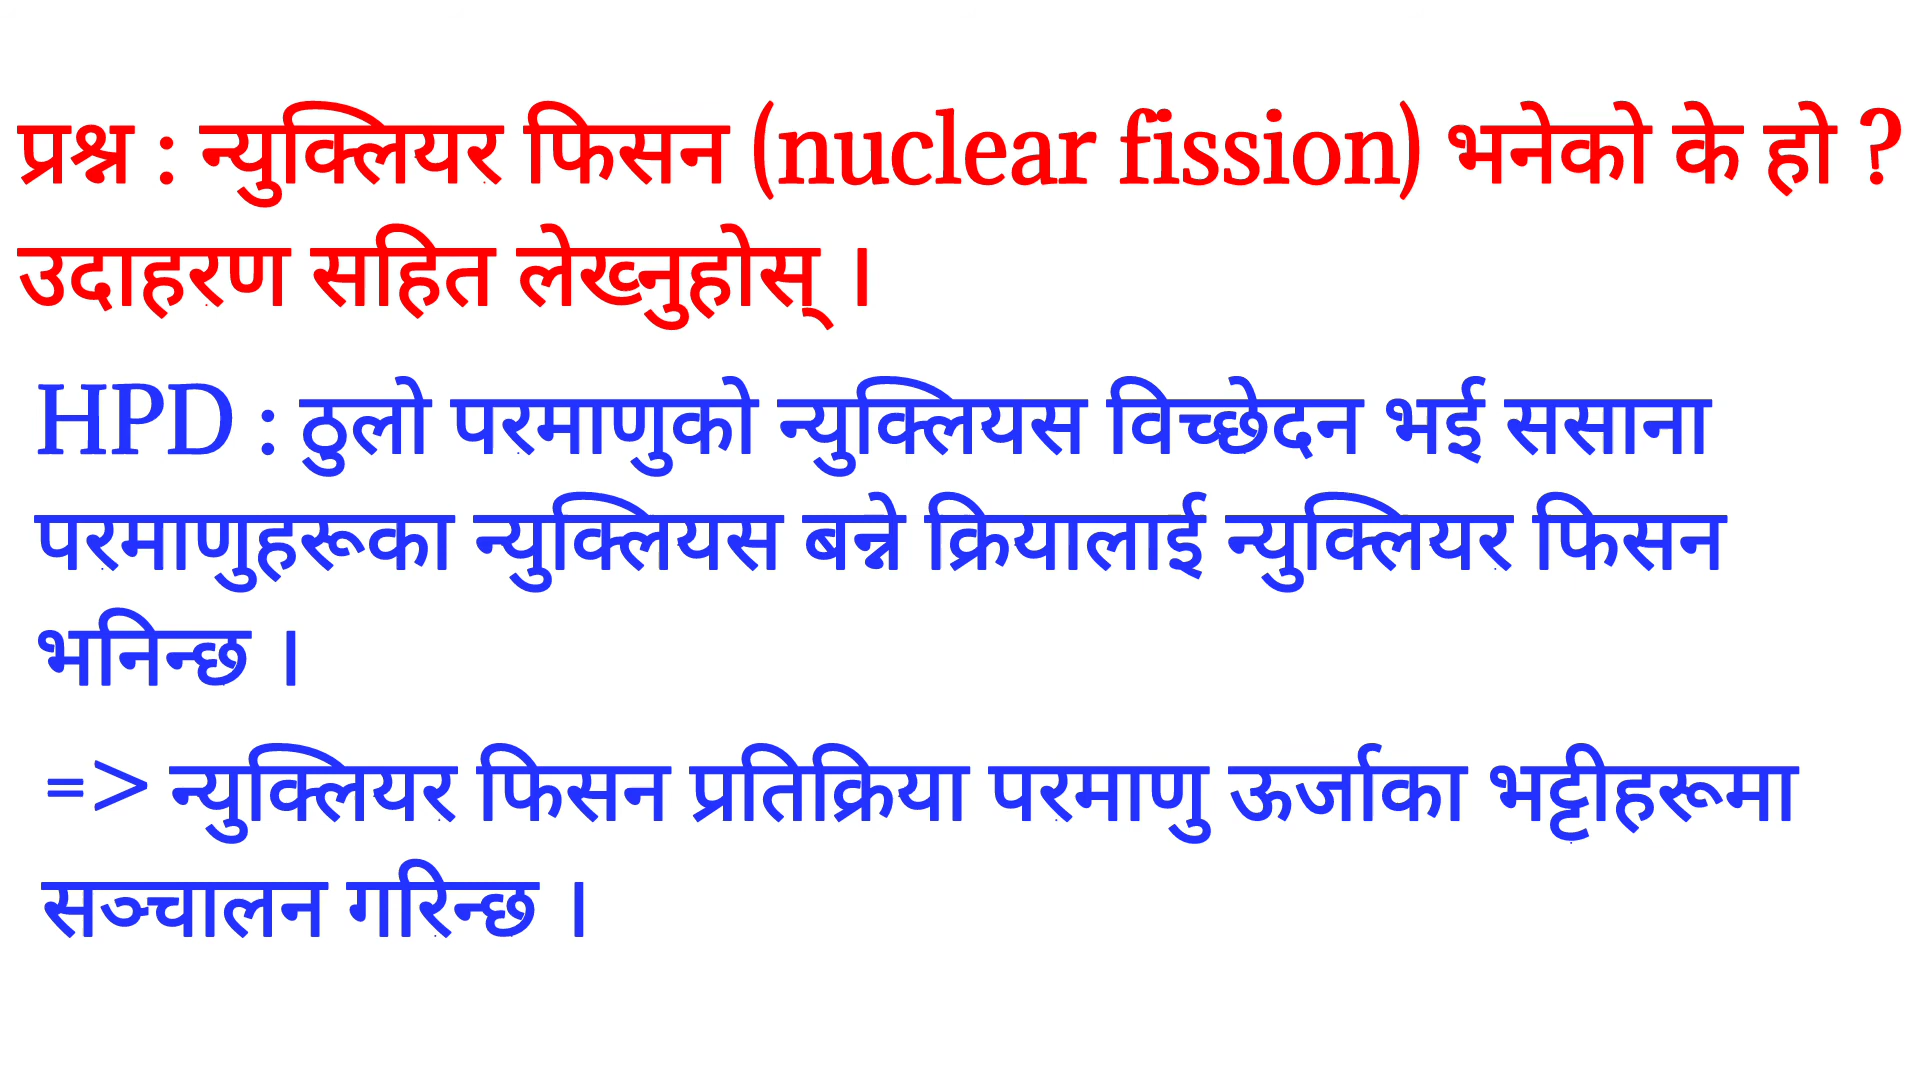 प्रश्न : न्युक्लियर फिसन (nuclear fission) भनेको के हो ?
उदाहरण सहित लेख्नुहोस् ।
HPD : ठुलो परमाणुको न्युक्लियस विच्छेदन भई ससाना
परमाणुहरूका न्युक्लियस बन्ने क्रियालाई न्युक्लियर फिसन
भनिन्छ ।
=> न्युक्लियर फिसन प्रतिक्रिया परमाणु ऊर्जाका भट्टीहरूमा
सञ्चालन गरिन्छ ।